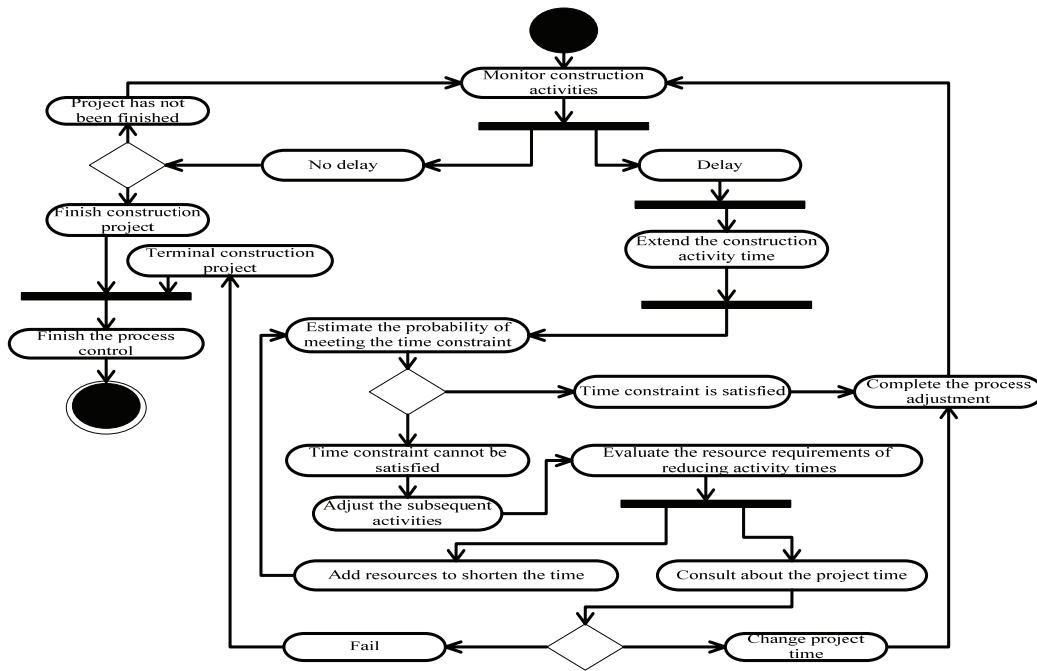 Monitor construction
activities
Project has not
been finished
No delay
Delay
Finish construction
project
Extend the construction
activity time
Terminal construction
project
Finish the process
control
Estimate the probability of
meeting the time constraint
Time constraint is satisfied
Complete the process
adjustment
Time constraint cannot be
satisfied
Evaluate the resource requirements of
reducing activity times
Adjust the subsequent
activities
Add resources to shorten the time
Consult about the project time
Fail
Change project
time